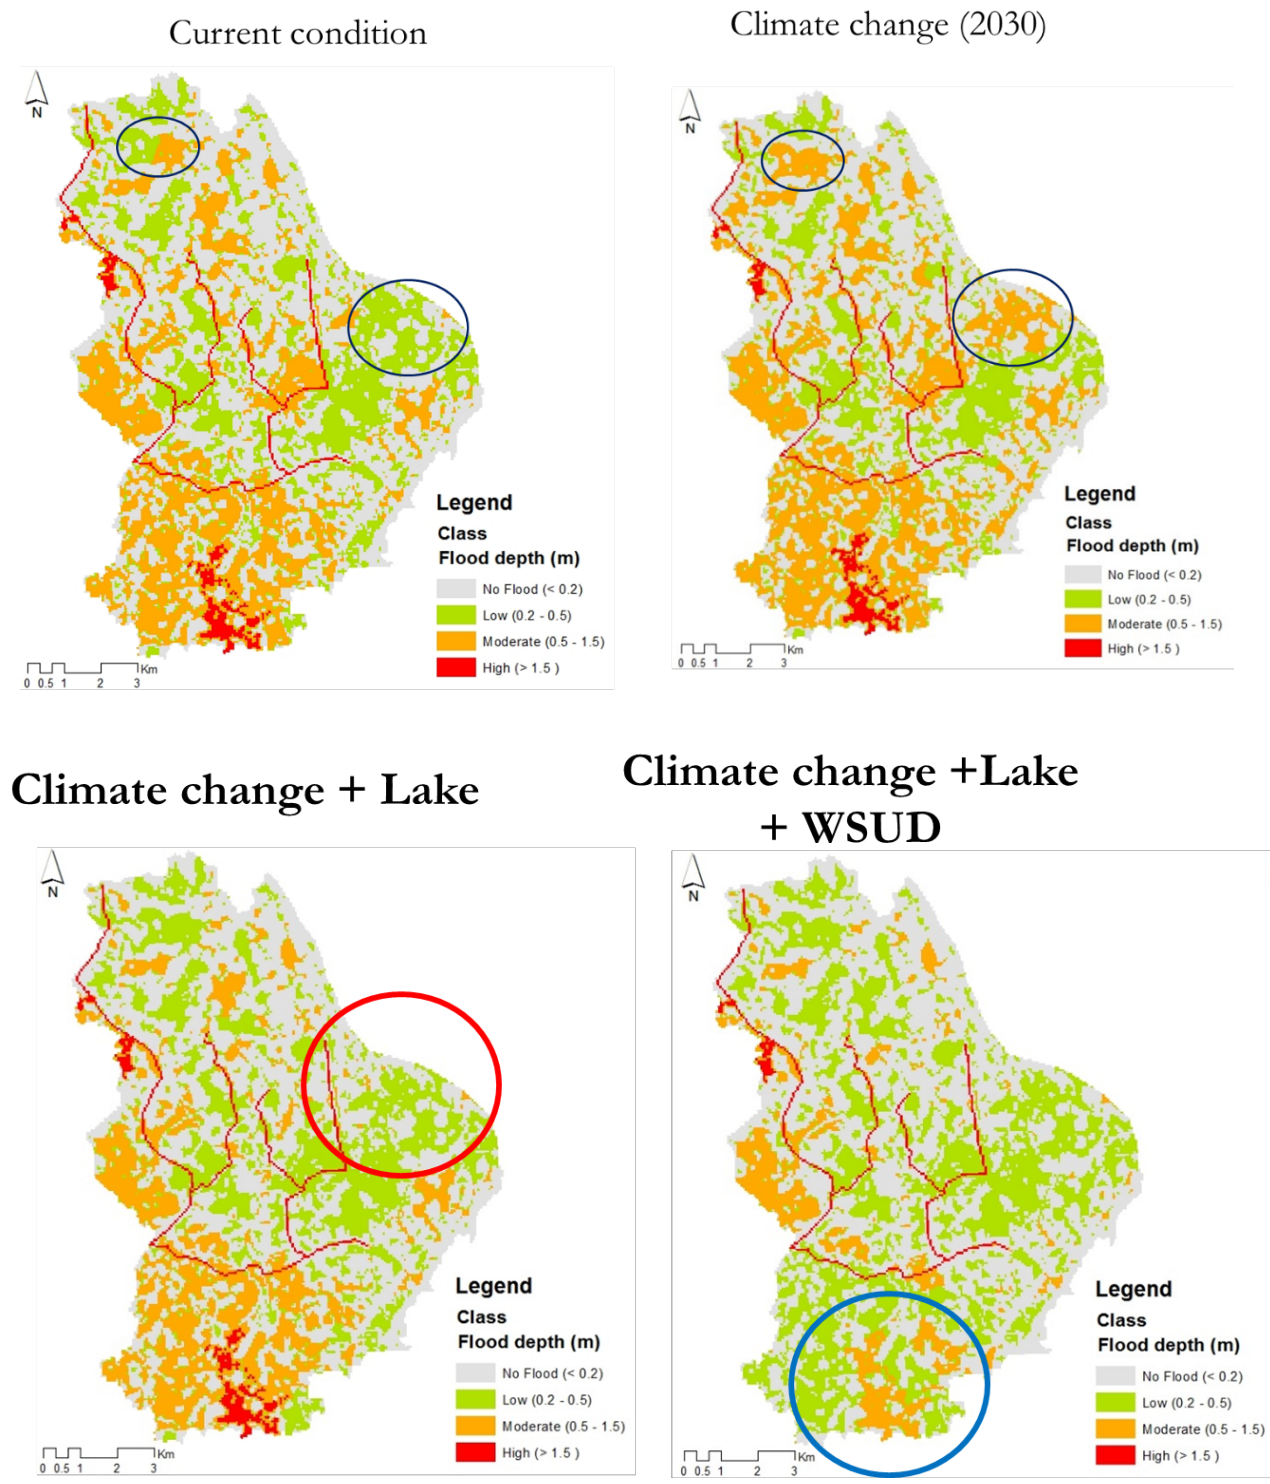 Current condition
N
Legend
Class
Flood depth (m)
No Flood (< 0.2)
Low (0.2 - 0.5)
Moderate (0.5 - 1.5)
High (> 1.5 )
Km
0 0.5 1 2 3
Climate change (2030)
N
Legend
Class
Flood depth (m)
No Flood (< 0.2)
Low (0.2 - 0.5)
Moderate (0.5 - 1.5)
High (> 1.5 )
Km
0 0.5 1 2 3
Climate change + Lake
N
Legend
Class
Flood depth (m)
No Flood (< 0.2)
Low (0.2 - 0.5)
Moderate (0.5 - 1.5)
High (> 1.5 )
Km
0 0.5 1 2 3
Climate change +Lake
+ WSUD
N
Legend
Class
Flood depth (m)
No Flood (< 0.2)
Low (0.2 - 0.5)
Moderate (0.5 - 1.5)
High (> 1.5 )
Km
0 0.5 1 2 3